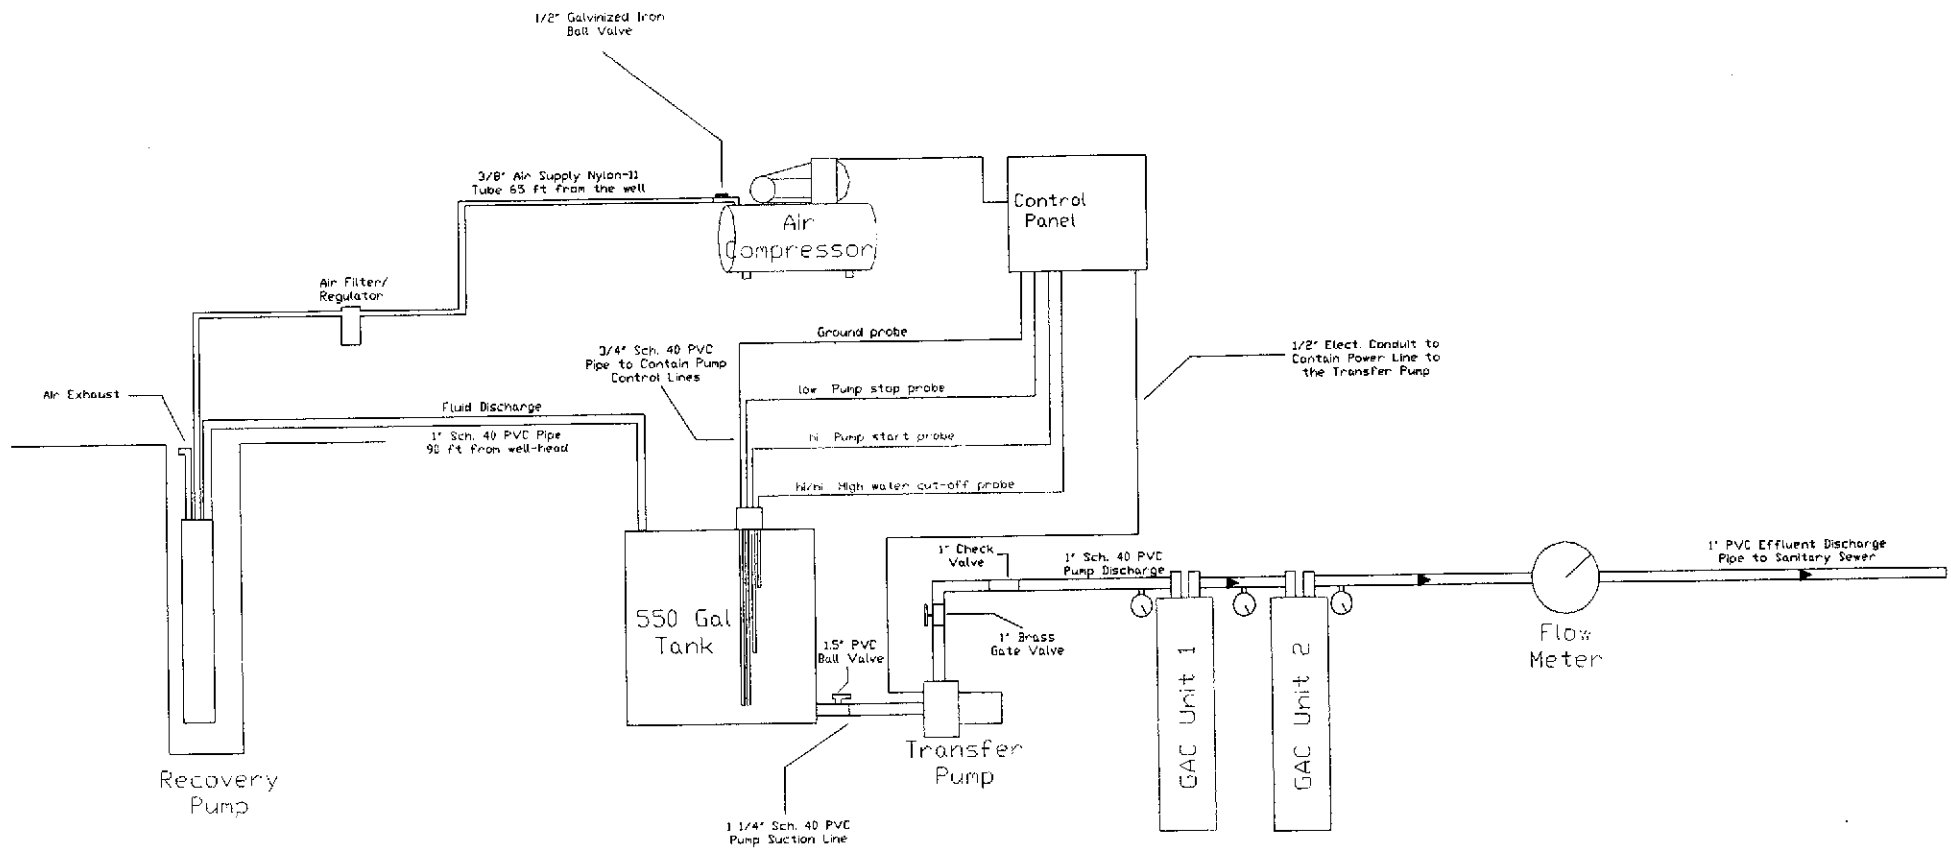 1/2" Galvinized Iron
Ball Valve
3/8" Air Supply Nylon-11
Tube 65 ft from the well
Air
Compressor
Control
Panel
Air Filter/
Regulator
Ground probe
3/4" Sch. 40 PVC
Pipe to Contain Pump
Control Lines
1/2" Elect. Conduit to
Contain Power Line to
the Transfer Pump
low Pump stop probe
Air Exhaust
Fluid Discharge
1" Sch. 40 PVC Pipe
90 ft from well-head
hi Pump start probe
hi/hi High water cut-off probe
1" Check
Valve
1" Sch. 40 PVC
Pump Discharge
1" PVC Effluent Discharge
Pipe to Sanitary Sewer
550 Gal
Tank
1.5" PVC
Ball Valve
1" Brass
Gate Valve
GAC Unit 1
GAC Unit 2
Flow
Meter
Transfer
Pump
Recovery
Pump
1 1/4" Sch. 40 PVC
Pump Suction Line